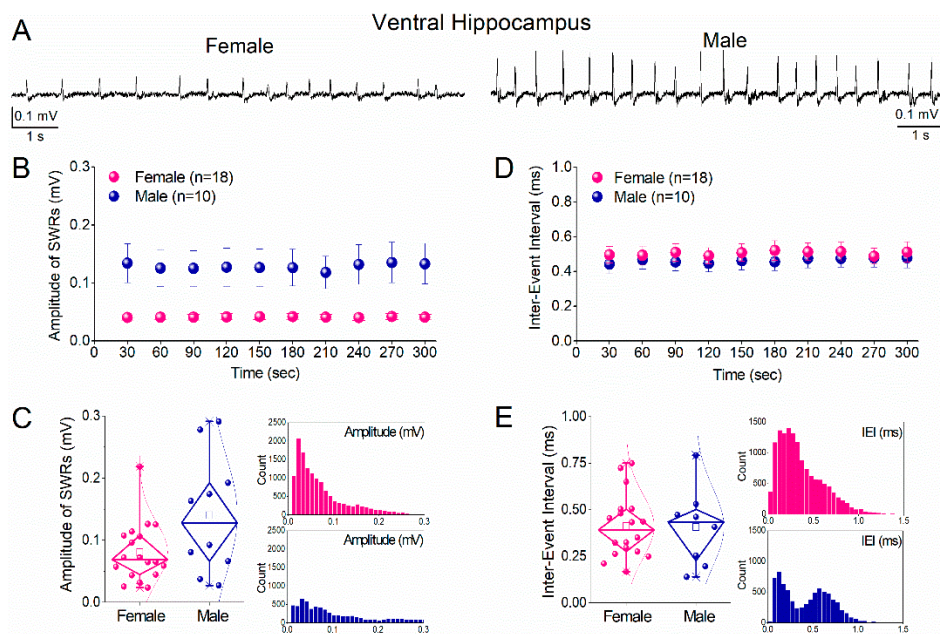 Ventral Hippocampus
A
Female
Male
0.1 mV
1 s
0.1 mV
1 s
B
Amplitude of SWRs (mV)
0.3
0.2
0.1
0.0
Female (n=18)
Male (n=10)
0 30 60 90 120 150 180 210 240 270 300
Time (sec)
D
Inter-Event Interval (ms)
1.0
0.8
0.6
0.4
0.2
0.0
Female (n=18)
Male (n=10)
0 30 60 90 120 150 180 210 240 270 300
Time (sec)
C
Amplitude of SWRs (mV)
0.3
0.2
0.1
0.0
Female Male
Amplitude (mV)
Count
2500
2000
1500
1000
500
0
0.0 0.1 0.2 0.3
Amplitude (mV)
Count
2500
2000
1500
1000
500
0
0.0 0.1 0.2 0.3
E
Inter-Event Interval (ms)
1.00
0.75
0.50
0.25
0.00
Female Male
IEI (ms)
Count
1500
1000
500
0
0.0 0.5 1.0 1.5
IEI (ms)
Count
1500
1000
500
0
0.0 0.5 1.0 1.5